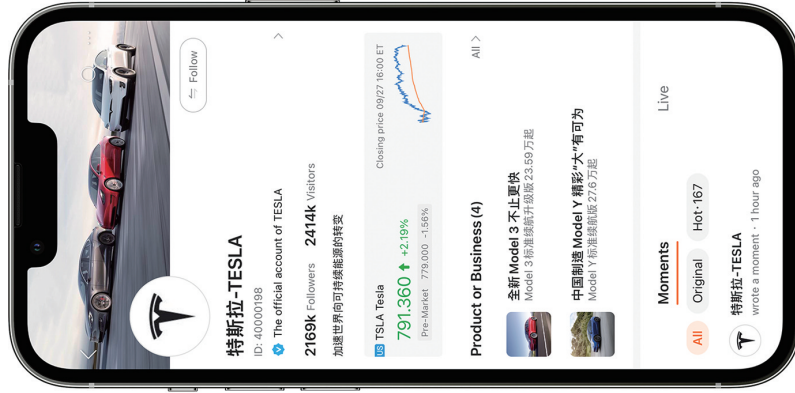 Follow
特斯拉-TESLA
ID: 40000198
The official account of TESLA
2169k Followers 2414k Visitors
加速世界向可持续能源的转变
US TSLA Tesla
Closing price 09/27 16:00 ET
791.360 +2.19%
Pre-Market 779.000 -1.56%
Product or Business (4)
All
全新 Model 3 不止更快
Model 3 标准续航升级版 23.59 万起
中国制造 Model Y 精彩“大”有可为
Model Y 标准续航版 27.6 万起
Moments
Live
All
Original
Hot·167
特斯拉-TESLA
wrote a moment · 1 hour ago